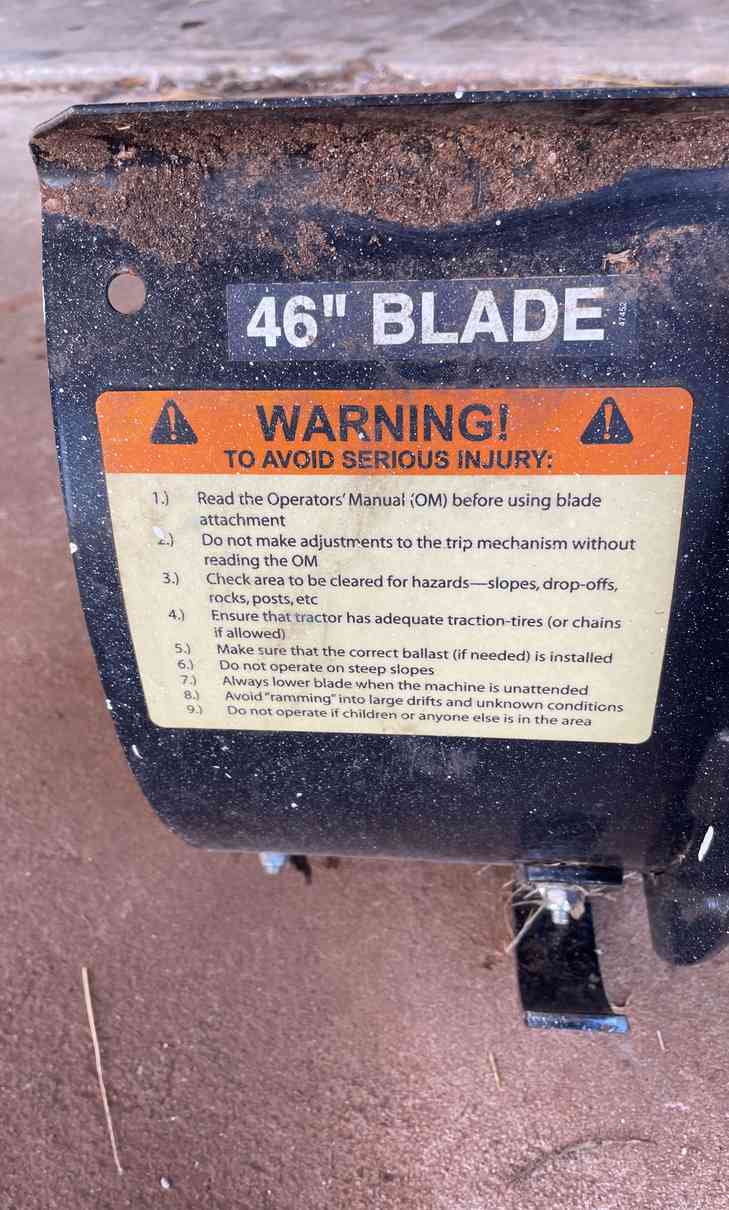 46" BLADE
47452
WARNING!
TO AVOID SERIOUS INJURY:
1.) Read the Operators' Manual (OM) before using blade
attachment
2.) Do not make adjustments to the trip mechanism without
reading the OM
3.) Check area to be cleared for hazards—slopes, drop-offs,
rocks, posts, etc
4.) Ensure that tractor has adequate traction-tires (or chains
if allowed)
5.) Make sure that the correct ballast (if needed) is installed
6.) Do not operate on steep slopes
7.) Always lower blade when the machine is unattended
8.) Avoid "ramming" into large drifts and unknown conditions
9.) Do not operate if children or anyone else is in the area